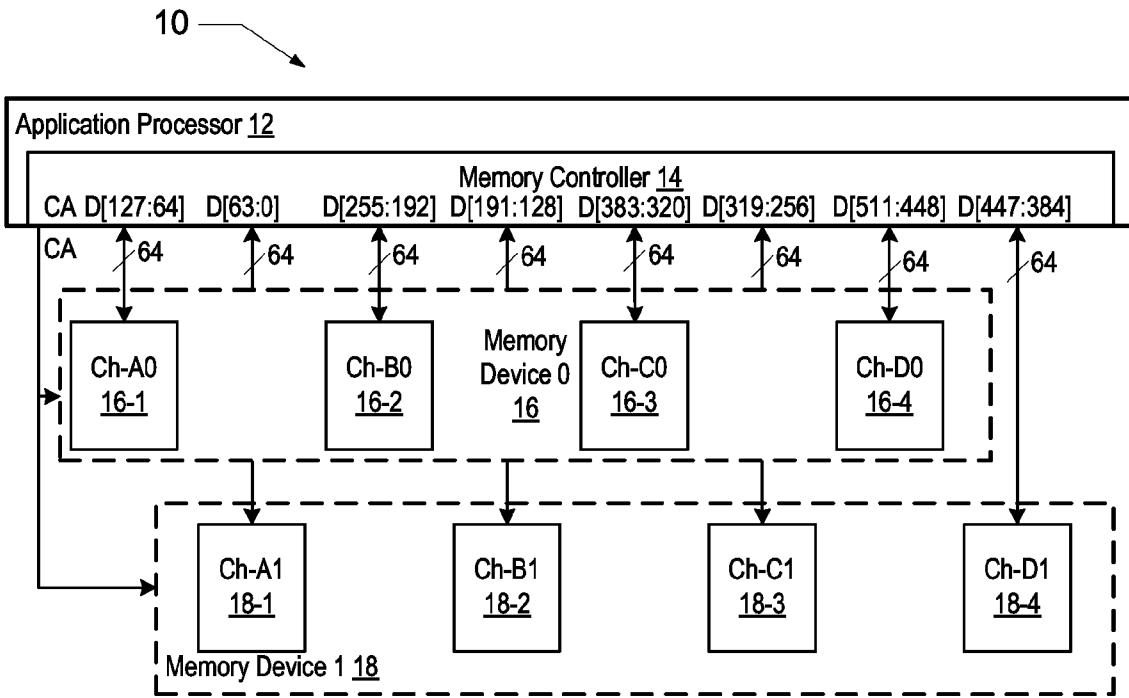 10
Application Processor 12
Memory Controller 14
CA D[127:64] D[63:0] D[255:192] D[191:128] D[383:320] D[319:256] D[511:448] D[447:384]
CA 64 64 64 64 64 64 64 64
Ch-A0 Ch-B0 Memory Device 0 16 Ch-C0 Ch-D0
16-1 16-2 16-3 16-4
Ch-A1 Ch-B1 Ch-C1 Ch-D1
18-1 18-2 18-3 18-4
Memory Device 1 18